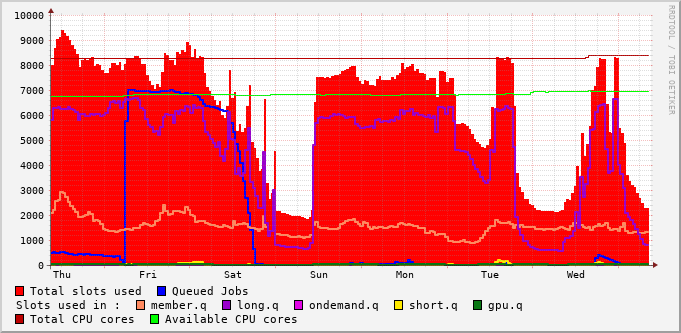 10000
9000
8000
7000
6000
5000
4000
3000
2000
1000
0
Thu Fri Sat Sun Mon Tue Wed
Total slots used Queued Jobs
Slots used in : member.q long.q ondemand.q short.q gpu.q
Total CPU cores Available CPU cores
RRDTOOL / TOBI OETIKER